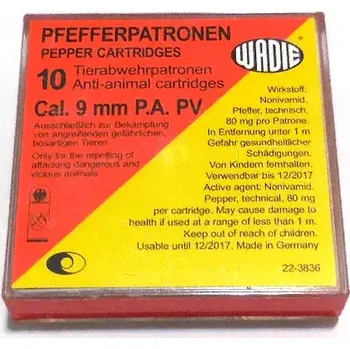 PFEFFERPATRONEN
PEPPER CARTRIDGES
WADIE
®
10 Tierabwehrpatronen
Anti-animal cartridges
Cal. 9 mm P.A. PV
Ausschließlich zur Bekämpfung
von angreifenden gefährlichen,
bosartigen Tieren
Only for the repelling of
attacking dangerous and
vicious animals.
Wirkstoff:
Nonivamid.
Pfeffer, technisch,
80 mg pro Patrone.
In Entfernung unter 1 m
Gefahr gesundheitlicher
Schädigungen.
Von Kindern fernhalten.
Verwendbar bis 12/2017
Active agent: Nonivamid.
Pepper, technical, 80 mg
per cartridge. May cause damage to
health if used at a range of less than 1 m.
Keep out of reach of children.
Usable until 12/2017. Made in Germany
22-3836